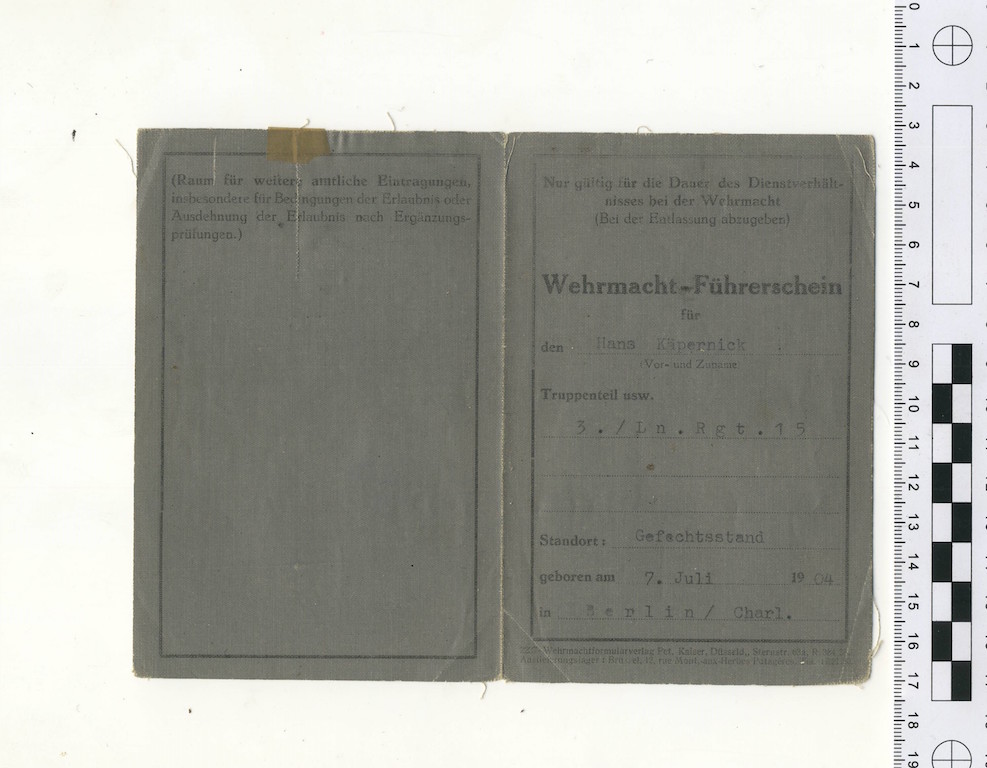 (Raum für weitere amtliche Eintragungen,
insbesondere für Bedingungen der Erlaubnis oder
Ausdehnung der Erlaubnis nach Ergänzungs-
prüfungen.)
Nur gültig für die Dauer des Dienstverhält-
nisses bei der Wehrmacht
(Bei der Entlassung abzugeben)
Wehrmacht-Führerschein
für
den Hans Käpernick
Vor- und Zuname
Truppenteil usw.
3./Ln.Rgt.15
Standort: Gefechtsstand
geboren am 7. Juli 1904
in Berlin/ Charl.
Wehrmachtformularverlag Kaiser, Sternstr.
0
1
2
3
4
5
6
7
8
9
10
11
12
13
14
15
16
17
18
19